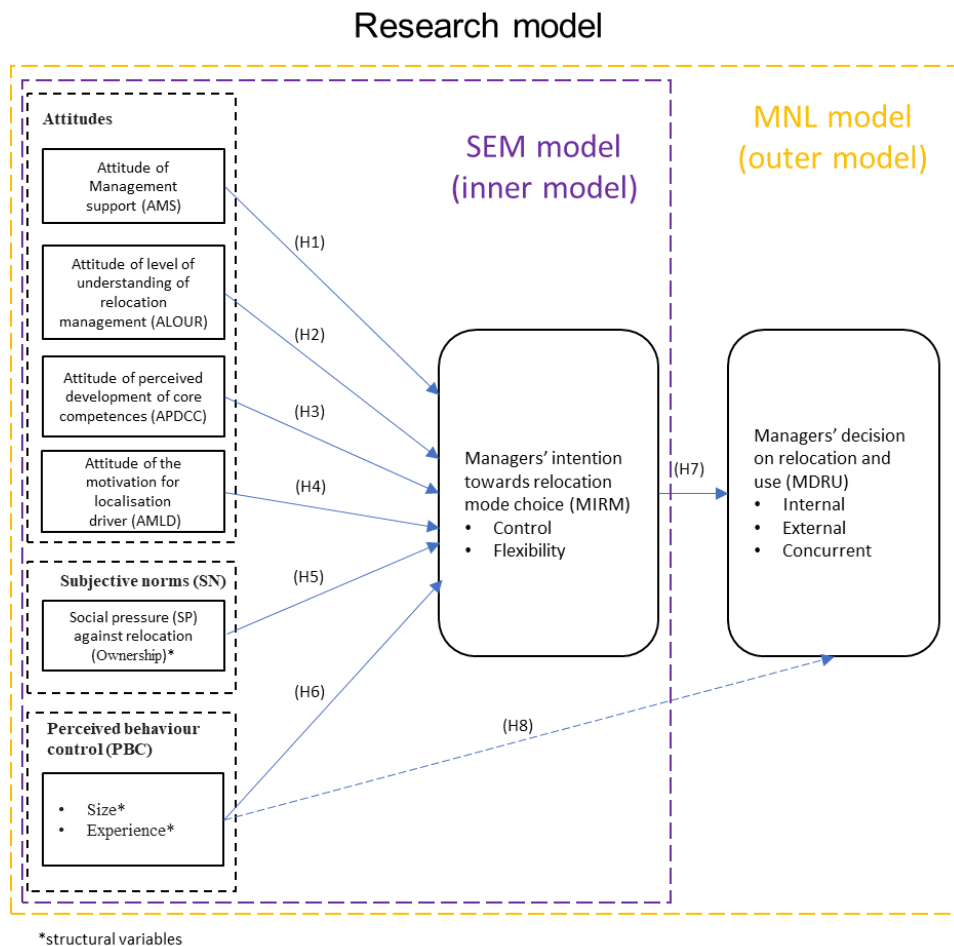 Research model
Attitudes
Attitude of
Management
support (AMS)
Attitude of level of
understanding of
relocation
management (ALOUR)
Attitude of perceived
development of core
competences (APDCC)
Attitude of the
motivation for
localisation
driver (AMLD)
Subjective norms (SN)
Social pressure (SP)
against relocation
(Ownership)*
Perceived behaviour
control (PBC)
• Size*
• Experience*
SEM model
(inner model)
MNL model
(outer model)
(H1)
(H2)
(H3)
(H4)
(H5)
(H6)
Managers’ intention
towards relocation
mode choice (MIRM)
• Control
• Flexibility
(H7)
(H8)
Managers’ decision
on relocation and
use (MDRU)
• Internal
• External
• Concurrent
*structural variables